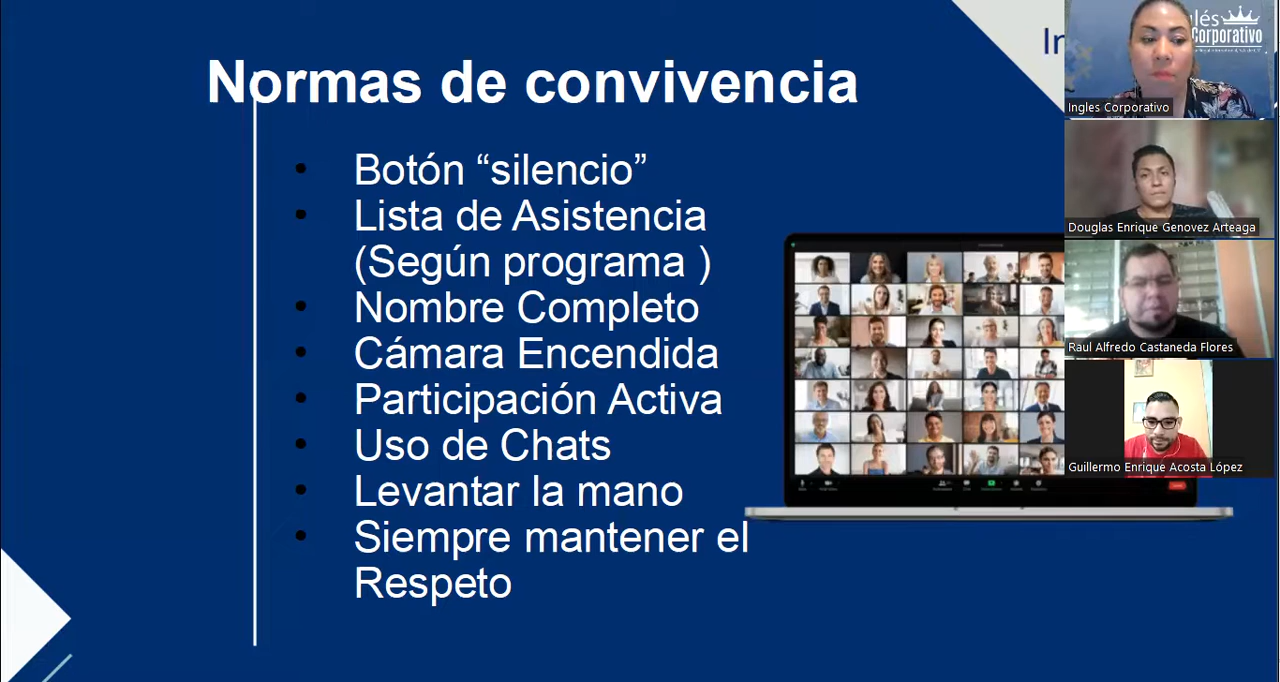 Normas de convivencia
Botón “silencio”
Lista de Asistencia
(Según programa )
Nombre Completo
Cámara Encendida
Participación Activa
Uso de Chats
Levantar la mano
Siempre mantener el
Respeto
In
lés
Corporativo
Ingles Corporativo
Douglas Enrique Genovez Arteaga
Raul Alfredo Castaneda Flores
Guillermo Enrique Acosta López